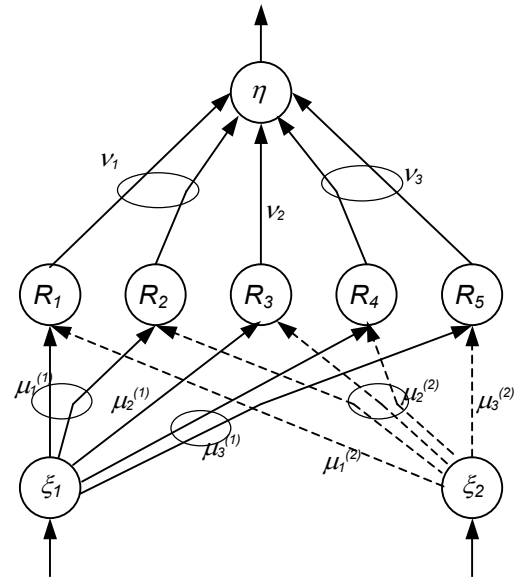 η
ν₁
ν₃
ν₂
R₁ R₂ R₃ R₄ R₅
μ₁⁽¹⁾ μ₂⁽¹⁾ μ₂⁽²⁾ μ₃⁽²⁾
μ₃⁽¹⁾ μ₁⁽²⁾
ξ₁ ξ₂